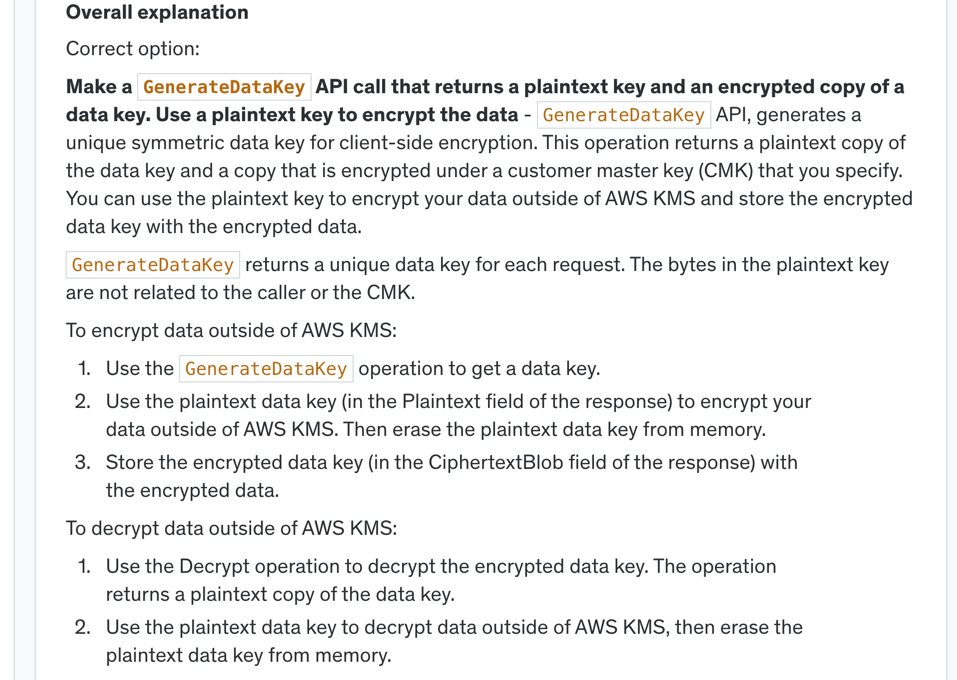 Overall explanation
Correct option:
Make a GenerateDataKey API call that returns a plaintext key and an encrypted copy of a
data key. Use a plaintext key to encrypt the data - GenerateDataKey API, generates a
unique symmetric data key for client-side encryption. This operation returns a plaintext copy of
the data key and a copy that is encrypted under a customer master key (CMK) that you specify.
You can use the plaintext key to encrypt your data outside of AWS KMS and store the encrypted
data key with the encrypted data.
GenerateDataKey returns a unique data key for each request. The bytes in the plaintext key
are not related to the caller or the CMK.
To encrypt data outside of AWS KMS:
1. Use the GenerateDataKey operation to get a data key.
2. Use the plaintext data key (in the Plaintext field of the response) to encrypt your
data outside of AWS KMS. Then erase the plaintext data key from memory.
3. Store the encrypted data key (in the CiphertextBlob field of the response) with
the encrypted data.
To decrypt data outside of AWS KMS:
1. Use the Decrypt operation to decrypt the encrypted data key. The operation
returns a plaintext copy of the data key.
2. Use the plaintext data key to decrypt data outside of AWS KMS, then erase the
plaintext data key from memory.